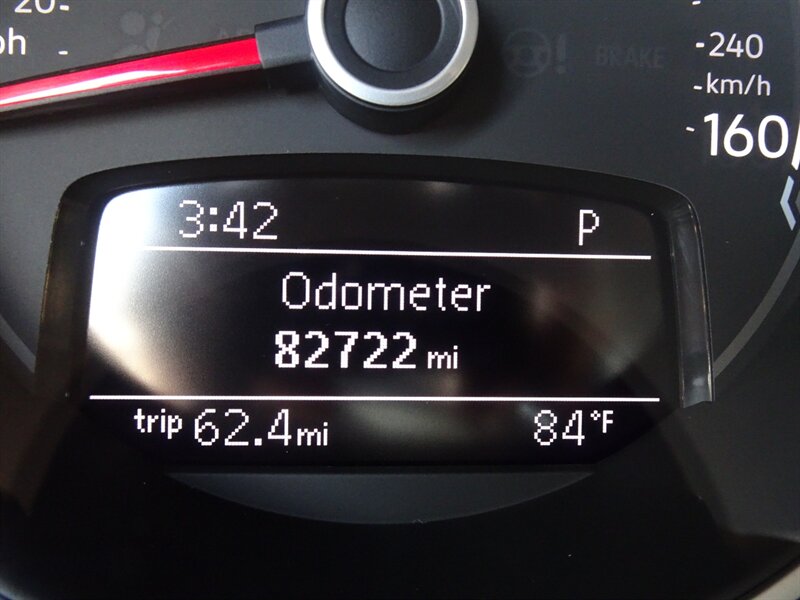 20
240
BRAKE
km/h
160
3:42 P
Odometer
82722 mi
trip 62.4 mi 84°F